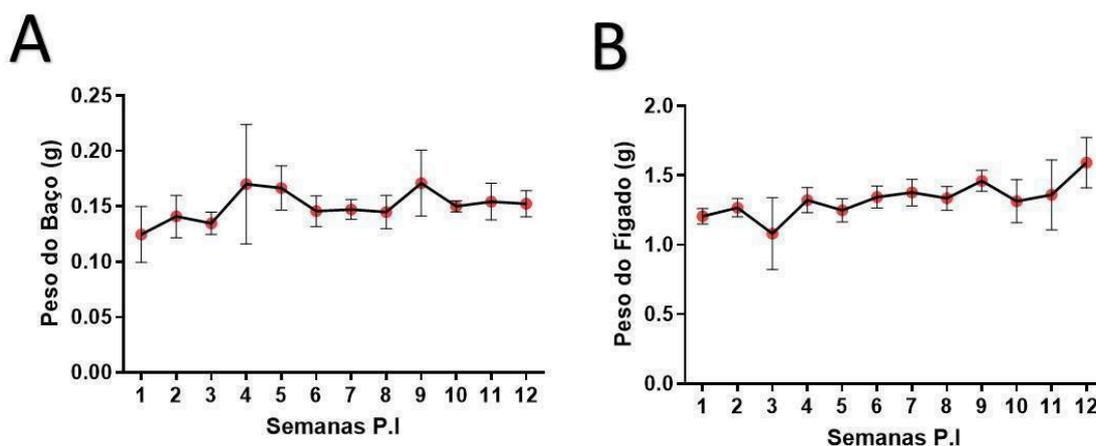 A
Peso do Baço (g)
0.25
0.20
0.15
0.10
0.05
0.00
1 2 3 4 5 6 7 8 9 10 11 12
Semanas P.I
B
Peso do Fígado (g)
2.0
1.5
1.0
0.5
0.0
1 2 3 4 5 6 7 8 9 10 11 12
Semanas P.I